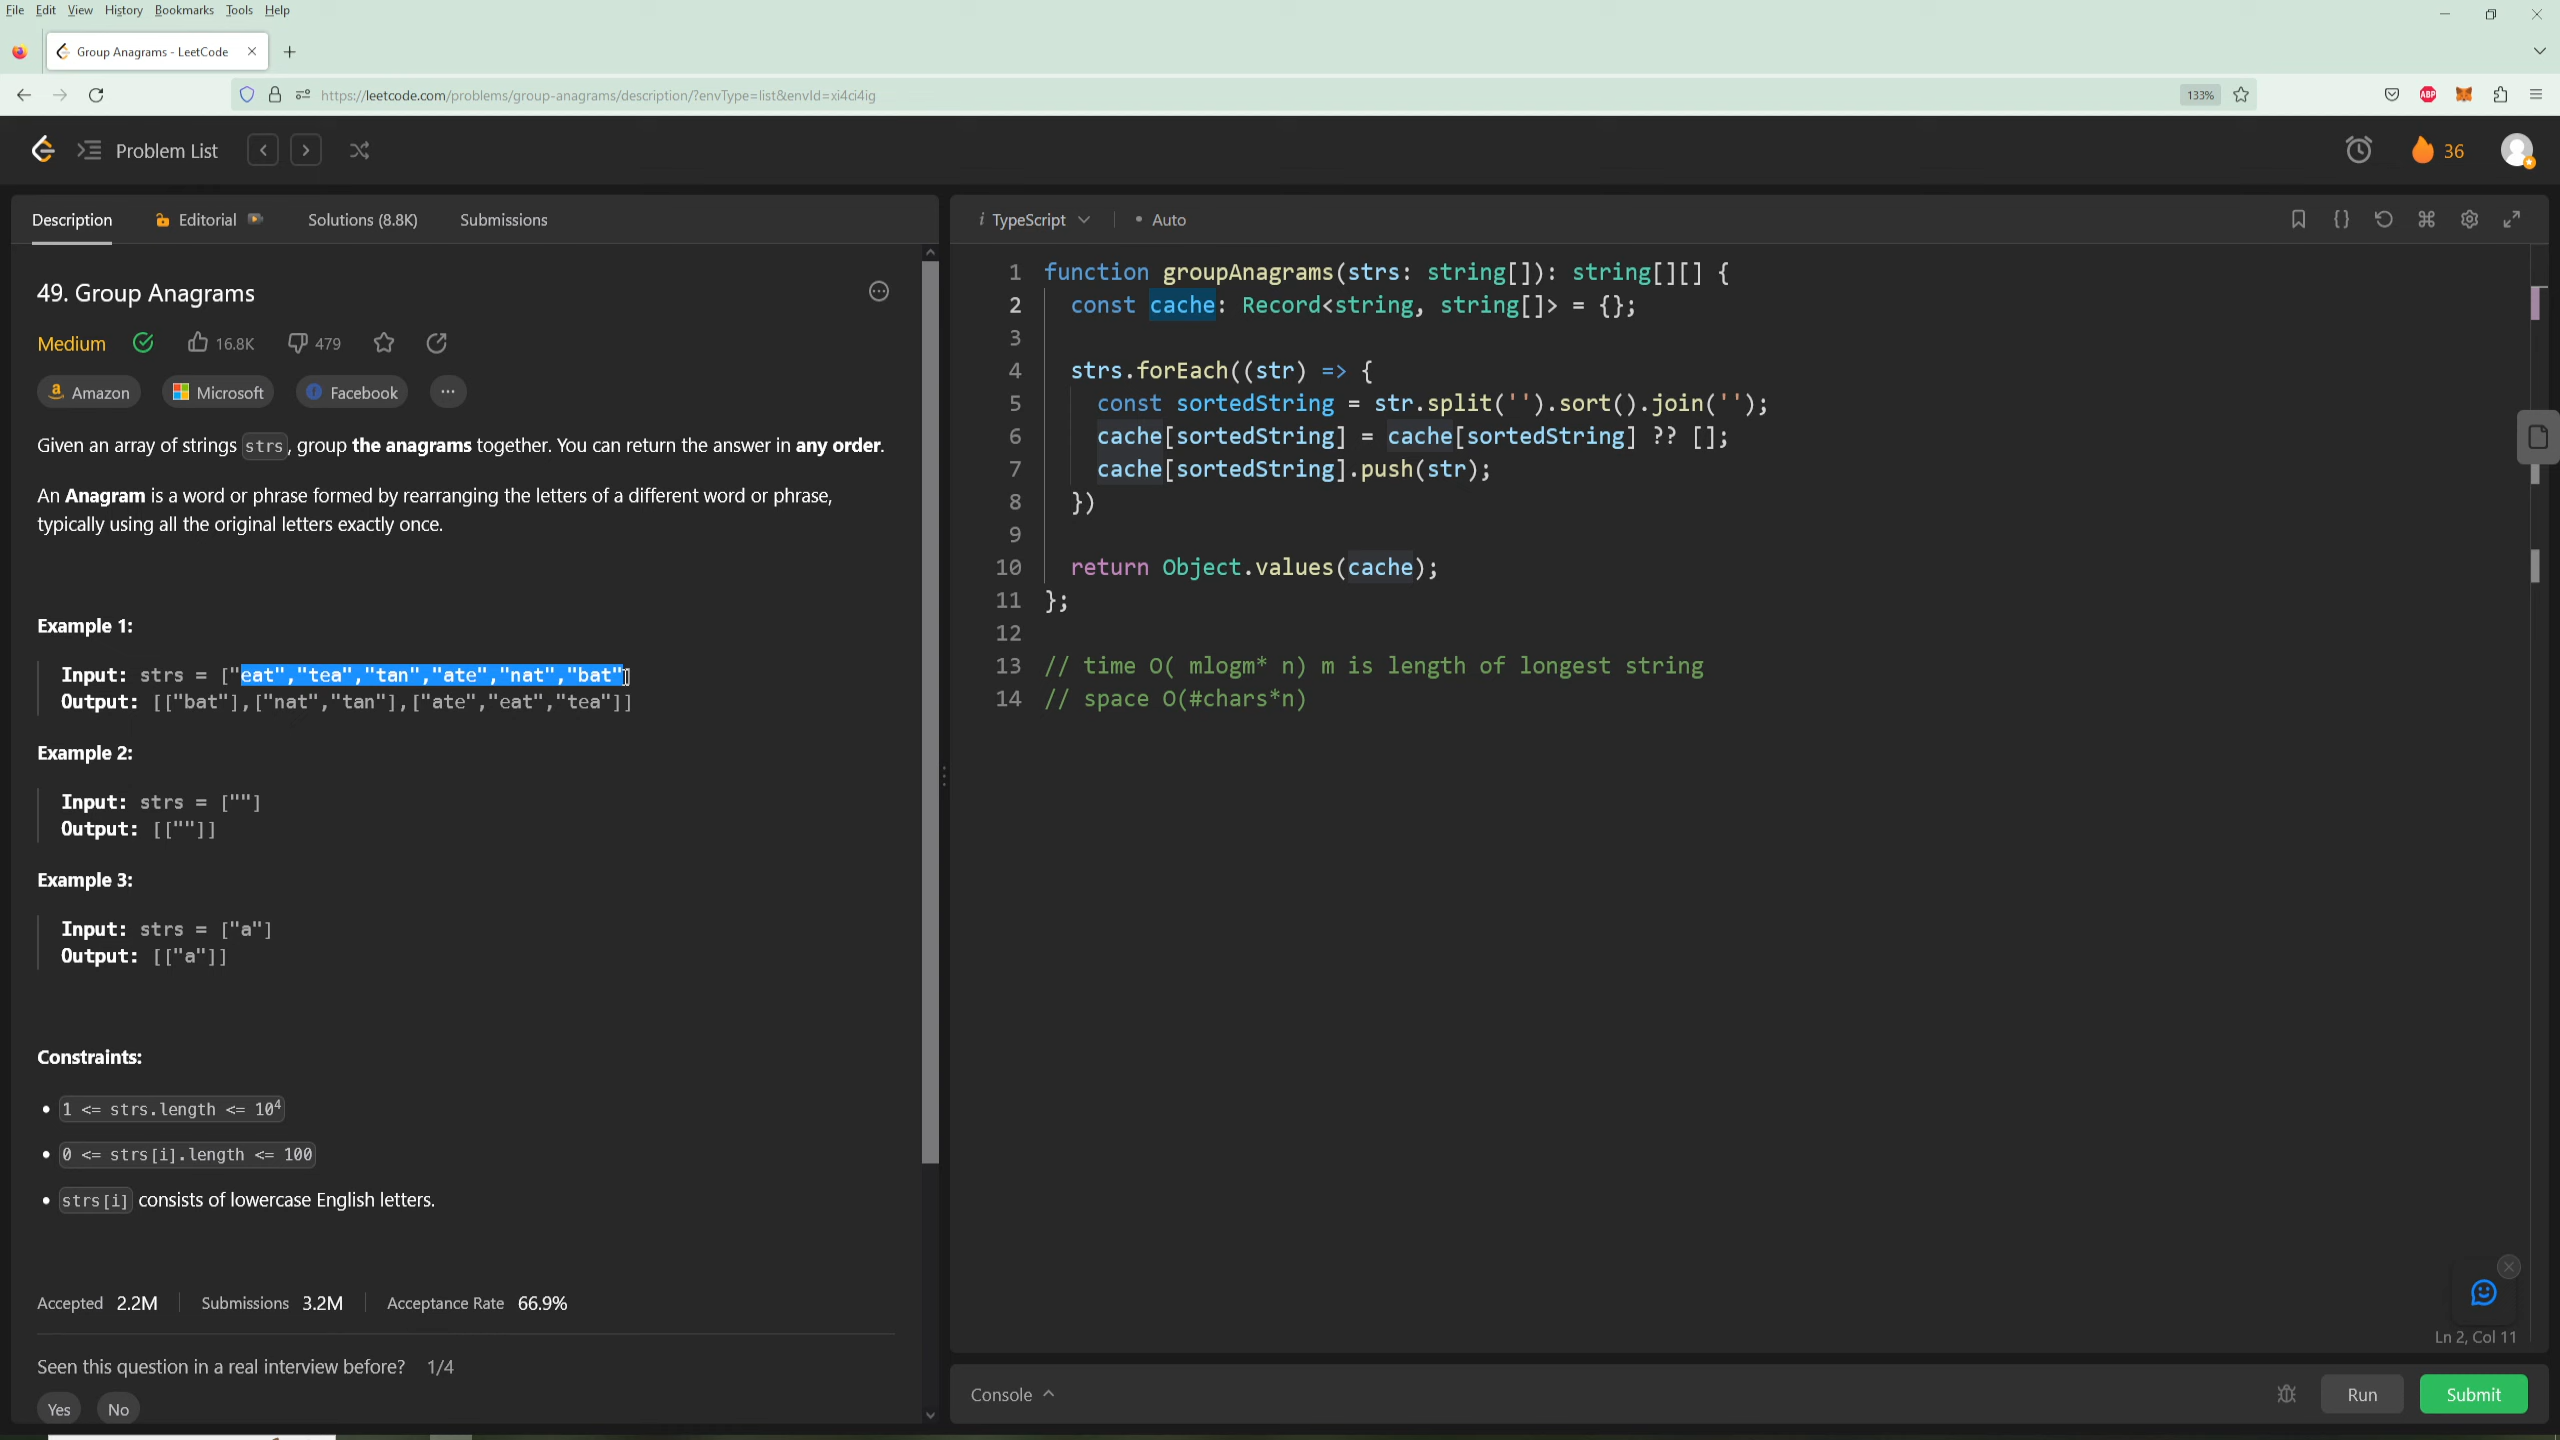 File Edit View History Bookmarks Tools Help
Group Anagrams - LeetCode
https://leetcode.com/problems/group-anagrams/description/?envType=list&envId=xi4ci4ig
133%
ABP
Problem List
36
Description Editorial Solutions (8.8K) Submissions
49. Group Anagrams
Medium 16.8K 479
Amazon Microsoft Facebook
Given an array of strings strs, group the anagrams together. You can return the answer in any order.
An Anagram is a word or phrase formed by rearranging the letters of a different word or phrase,
typically using all the original letters exactly once.
Example 1:
Input: strs = ["eat","tea","tan","ate","nat","bat"]
Output: [["bat"],["nat","tan"],["ate","eat","tea"]]
Example 2:
Input: strs = [""]
Output: [[""]]
Example 3:
Input: strs = ["a"]
Output: [["a"]]
Constraints:
• 1 <= strs.length <= 10⁴
• 0 <= strs[i].length <= 100
• strs[i] consists of lowercase English letters.
Accepted 2.2M Submissions 3.2M Acceptance Rate 66.9%
Seen this question in a real interview before? 1/4
Yes No
i TypeScript • Auto
1 function groupAnagrams(strs: string[]): string[][] {
2 const cache: Record<string, string[]> = {};
3
4 strs.forEach((str) => {
5 const sortedString = str.split('').sort().join('');
6 cache[sortedString] = cache[sortedString] ?? [];
7 cache[sortedString].push(str);
8 })
9
10 return Object.values(cache);
11 };
12
13 // time O( mlogm* n) m is length of longest string
14 // space O(#chars*n)
Ln 2, Col 11
Console Run Submit